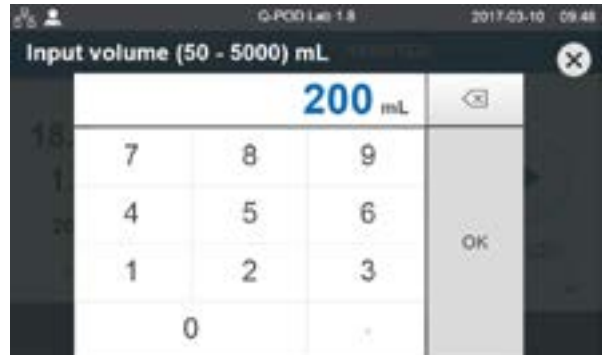 Q-POD Lab 1.8 2017-03-10 09:48
Input volume (50 - 5000) mL
200 mL
7 8 9
4 5 6
OK
1 2 3
0 .